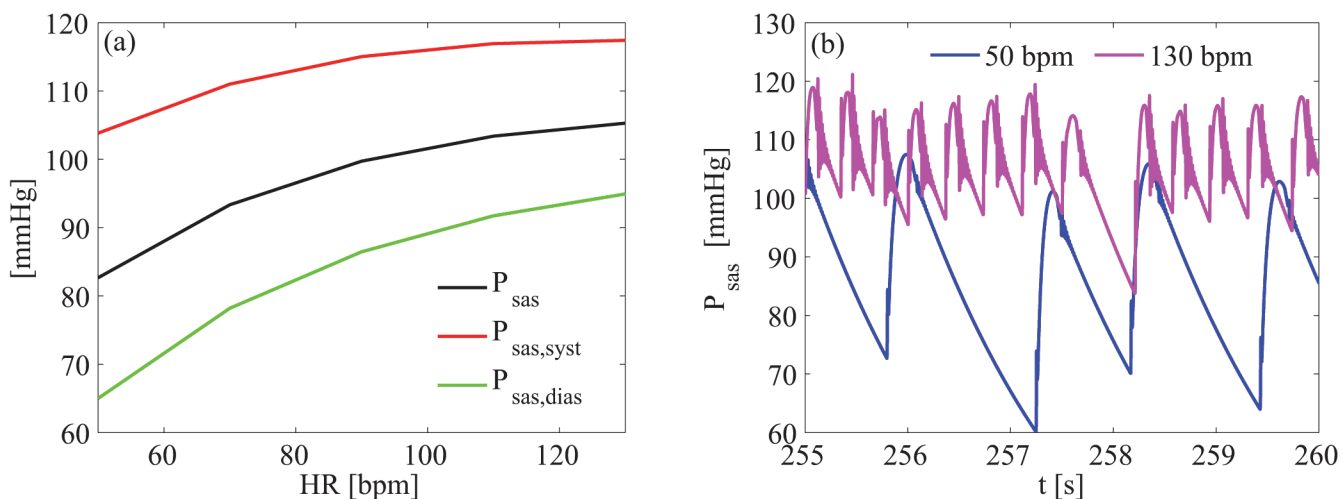 (a)
[mmHg]
120
110
100
90
80
70
60
60 80 100 120
HR [bpm]
P sas
P sas,syst
P sas,dias
(b)
50 bpm 130 bpm
P sas [mmHg]
130
120
110
100
90
80
70
60
255 256 257 258 259 260
t [s]